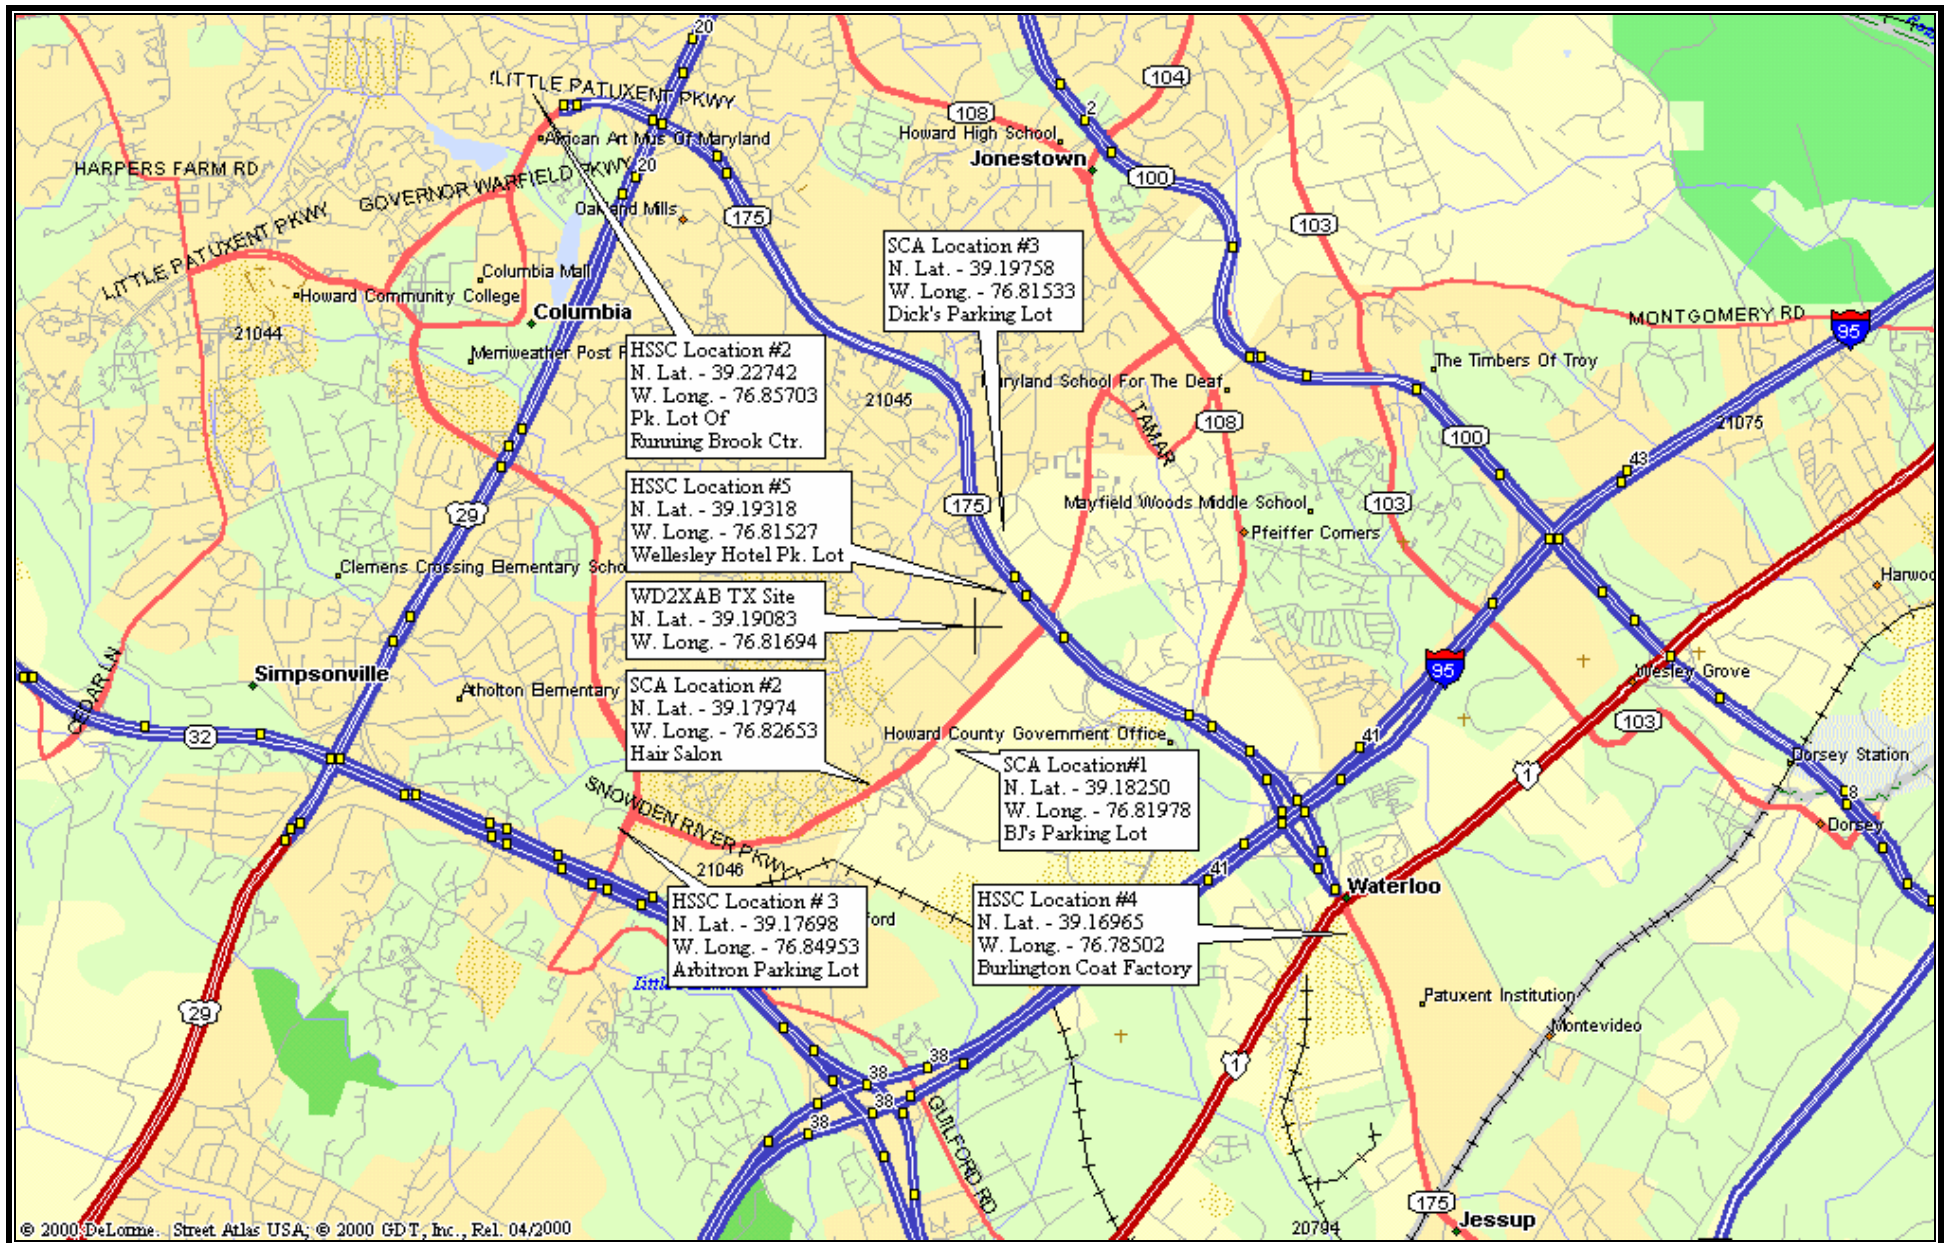 20
LITTLE PATUXENT PKWY
African Art Mus Of Maryland
HARPERS FARM RD
GOVERNOR WARFIELD PKWY
20
LITTLE PATUXENT PKWY
Oakland Mills
175
Columbia Mall
Howard Community College
Columbia
21044
Merriweather Post P
108
104
2
Howard High School
Jonestown
100
103
MONTGOMERY RD
95
The Timbers Of Troy
21075
SCA Location #3
N. Lat. - 39.19758
W. Long. - 76.81533
Dick's Parking Lot
HSSC Location #2
N. Lat. - 39.22742
W. Long. - 76.85703
Pk. Lot Of
Running Brook Ctr.
21045
ryland School For The Deaf
TAMAR
108
100
43
HSSC Location #5
N. Lat. - 39.19318
W. Long. - 76.81527
Wellesley Hotel Pk. Lot
175
Mayfield Woods Middle School
103
Pfeiffer Corners
29
Clemens Crossing Elementary Scho
Harwoo
WD2XAB TX Site
N. Lat. - 39.19083
W. Long. - 76.81694
Simpsonville
CEDAR LN
Atholton Elementary
SCA Location #2
N. Lat. - 39.17974
W. Long. - 76.82653
Hair Salon
95
Wesley Grove
103
32
Howard County Government Office
41
Dorsey Station
1
8
Dorsey
SCA Location#1
N. Lat. - 39.18250
W. Long. - 76.81978
BJ's Parking Lot
SNOWDEN RIVER PKWY
21046
41
Waterloo
HSSC Location # 3
N. Lat. - 39.17698
W. Long. - 76.84953
Arbitron Parking Lot
ford
HSSC Location #4
N. Lat. - 39.16965
W. Long. - 76.78502
Burlington Coat Factory
29
Patuxent Institution
Montevideo
1
38
38
38
38
GUILFORD RD
175
Jessup
20794
© 2000 DeLorme. Street Atlas USA; © 2000 GDT, Inc., Rel. 04/2000